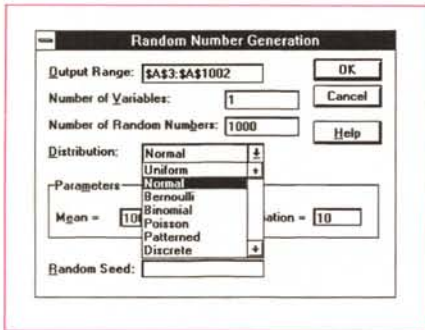 Random Number Generation
Output Range: $A$3:$A$1002
OK
Number of Variables: 1
Cancel
Number of Random Numbers: 1000
Help
Distribution: Normal
Uniform
Parameters
Normal
Bernoulli
Mean = = 10
Binomial
Poisson
Patterned
Discrete
Random Seed: